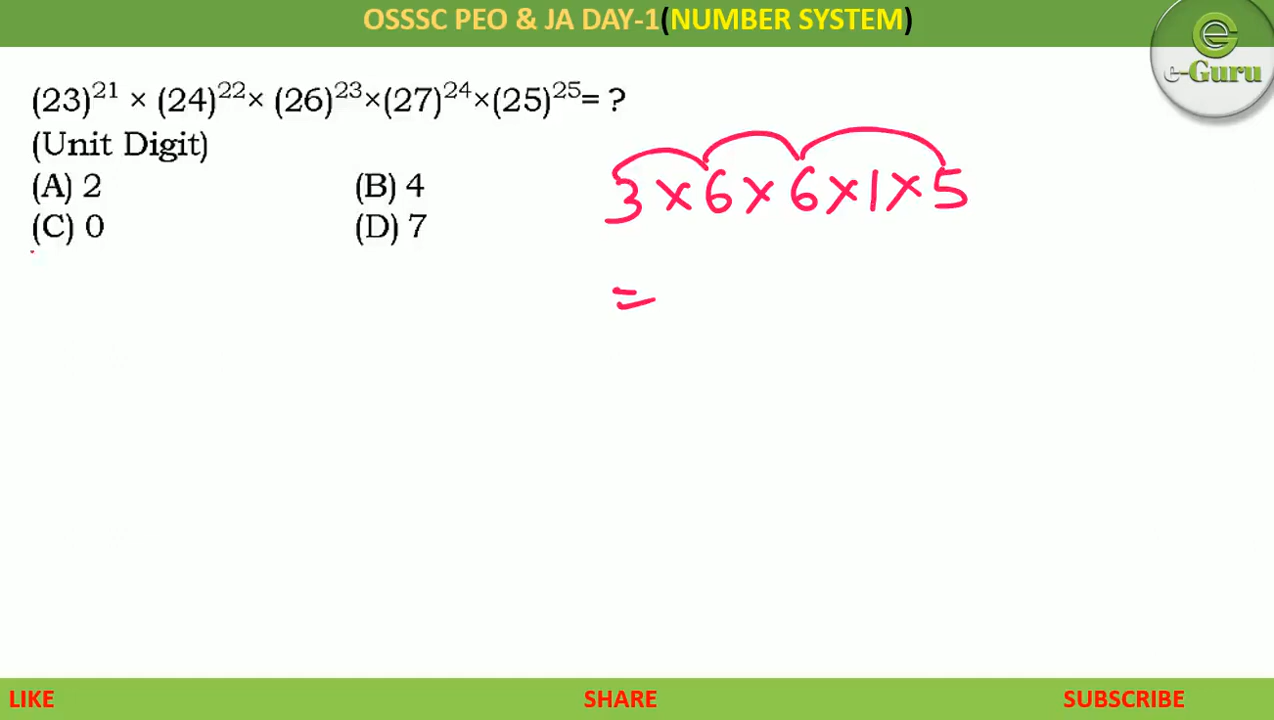 OSSSC PEO & JA DAY-1(NUMBER SYSTEM)
e-Guru
(23)²¹ × (24)²²× (26)²³×(27)²⁴×(25)²⁵= ?
(Unit Digit)
(A) 2 (B) 4
(C) 0 (D) 7
3 × 6 × 6 × 1 × 5
=
LIKE SHARE SUBSCRIBE